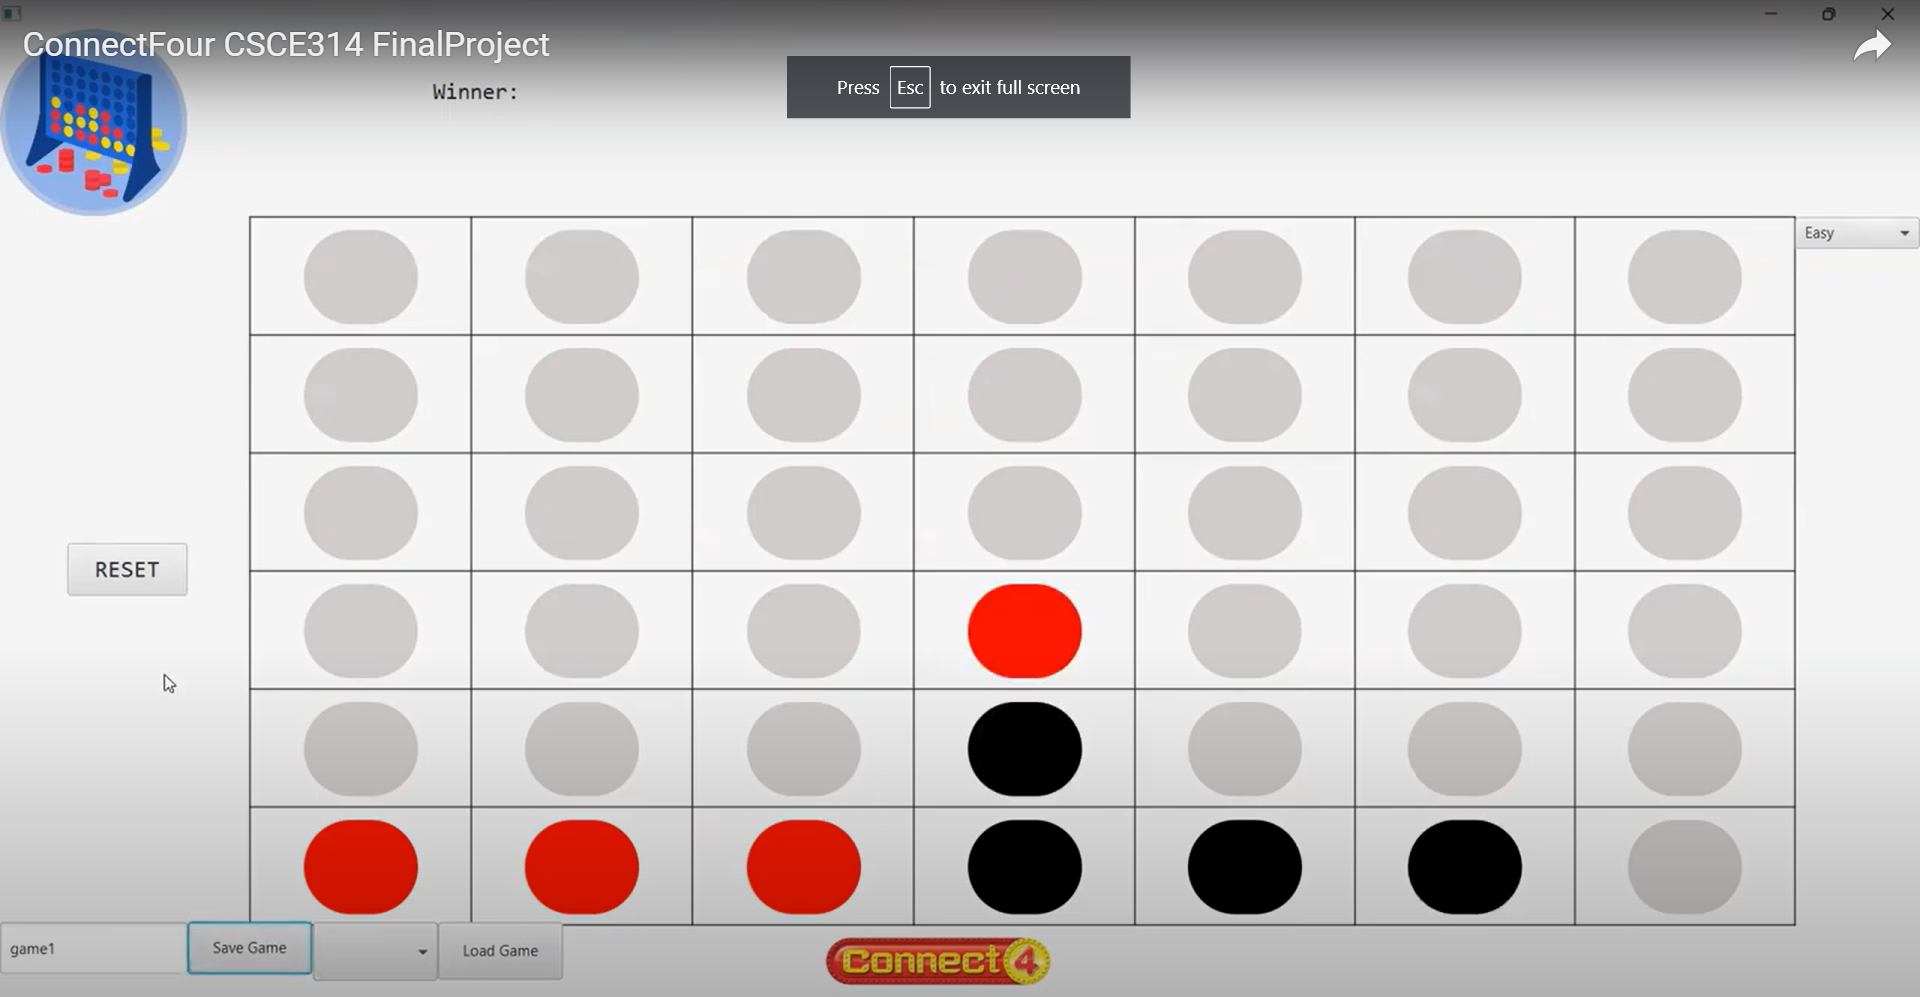 ConnectFour CSCE314 FinalProject
Press Esc to exit full screen
Winner:
Easy
RESET
game1
Save Game
Load Game
Connect 4